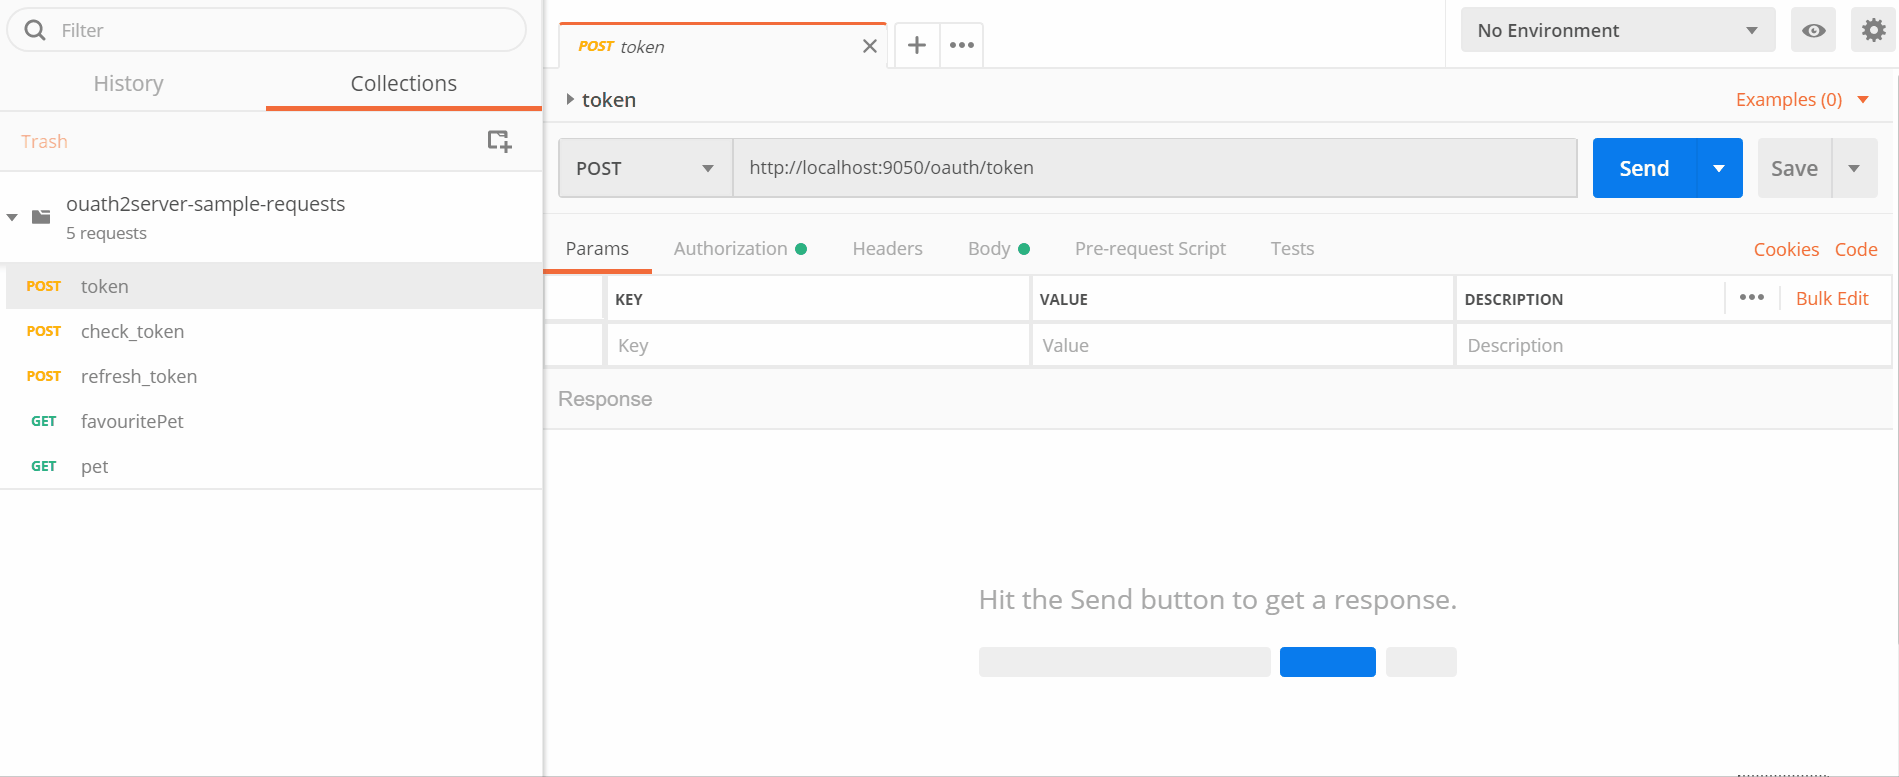 Filter
History Collections
Trash
ouath2server-sample-requests
5 requests
POST token
POST check_token
POST refresh_token
GET favouritePet
GET pet
POST token
No Environment
token
Examples (0)
POST http://localhost:9050/oauth/token Send Save
Params Authorization Headers Body Pre-request Script Tests Cookies Code
KEY VALUE DESCRIPTION Bulk Edit
Key Value Description
Response
Hit the Send button to get a response.